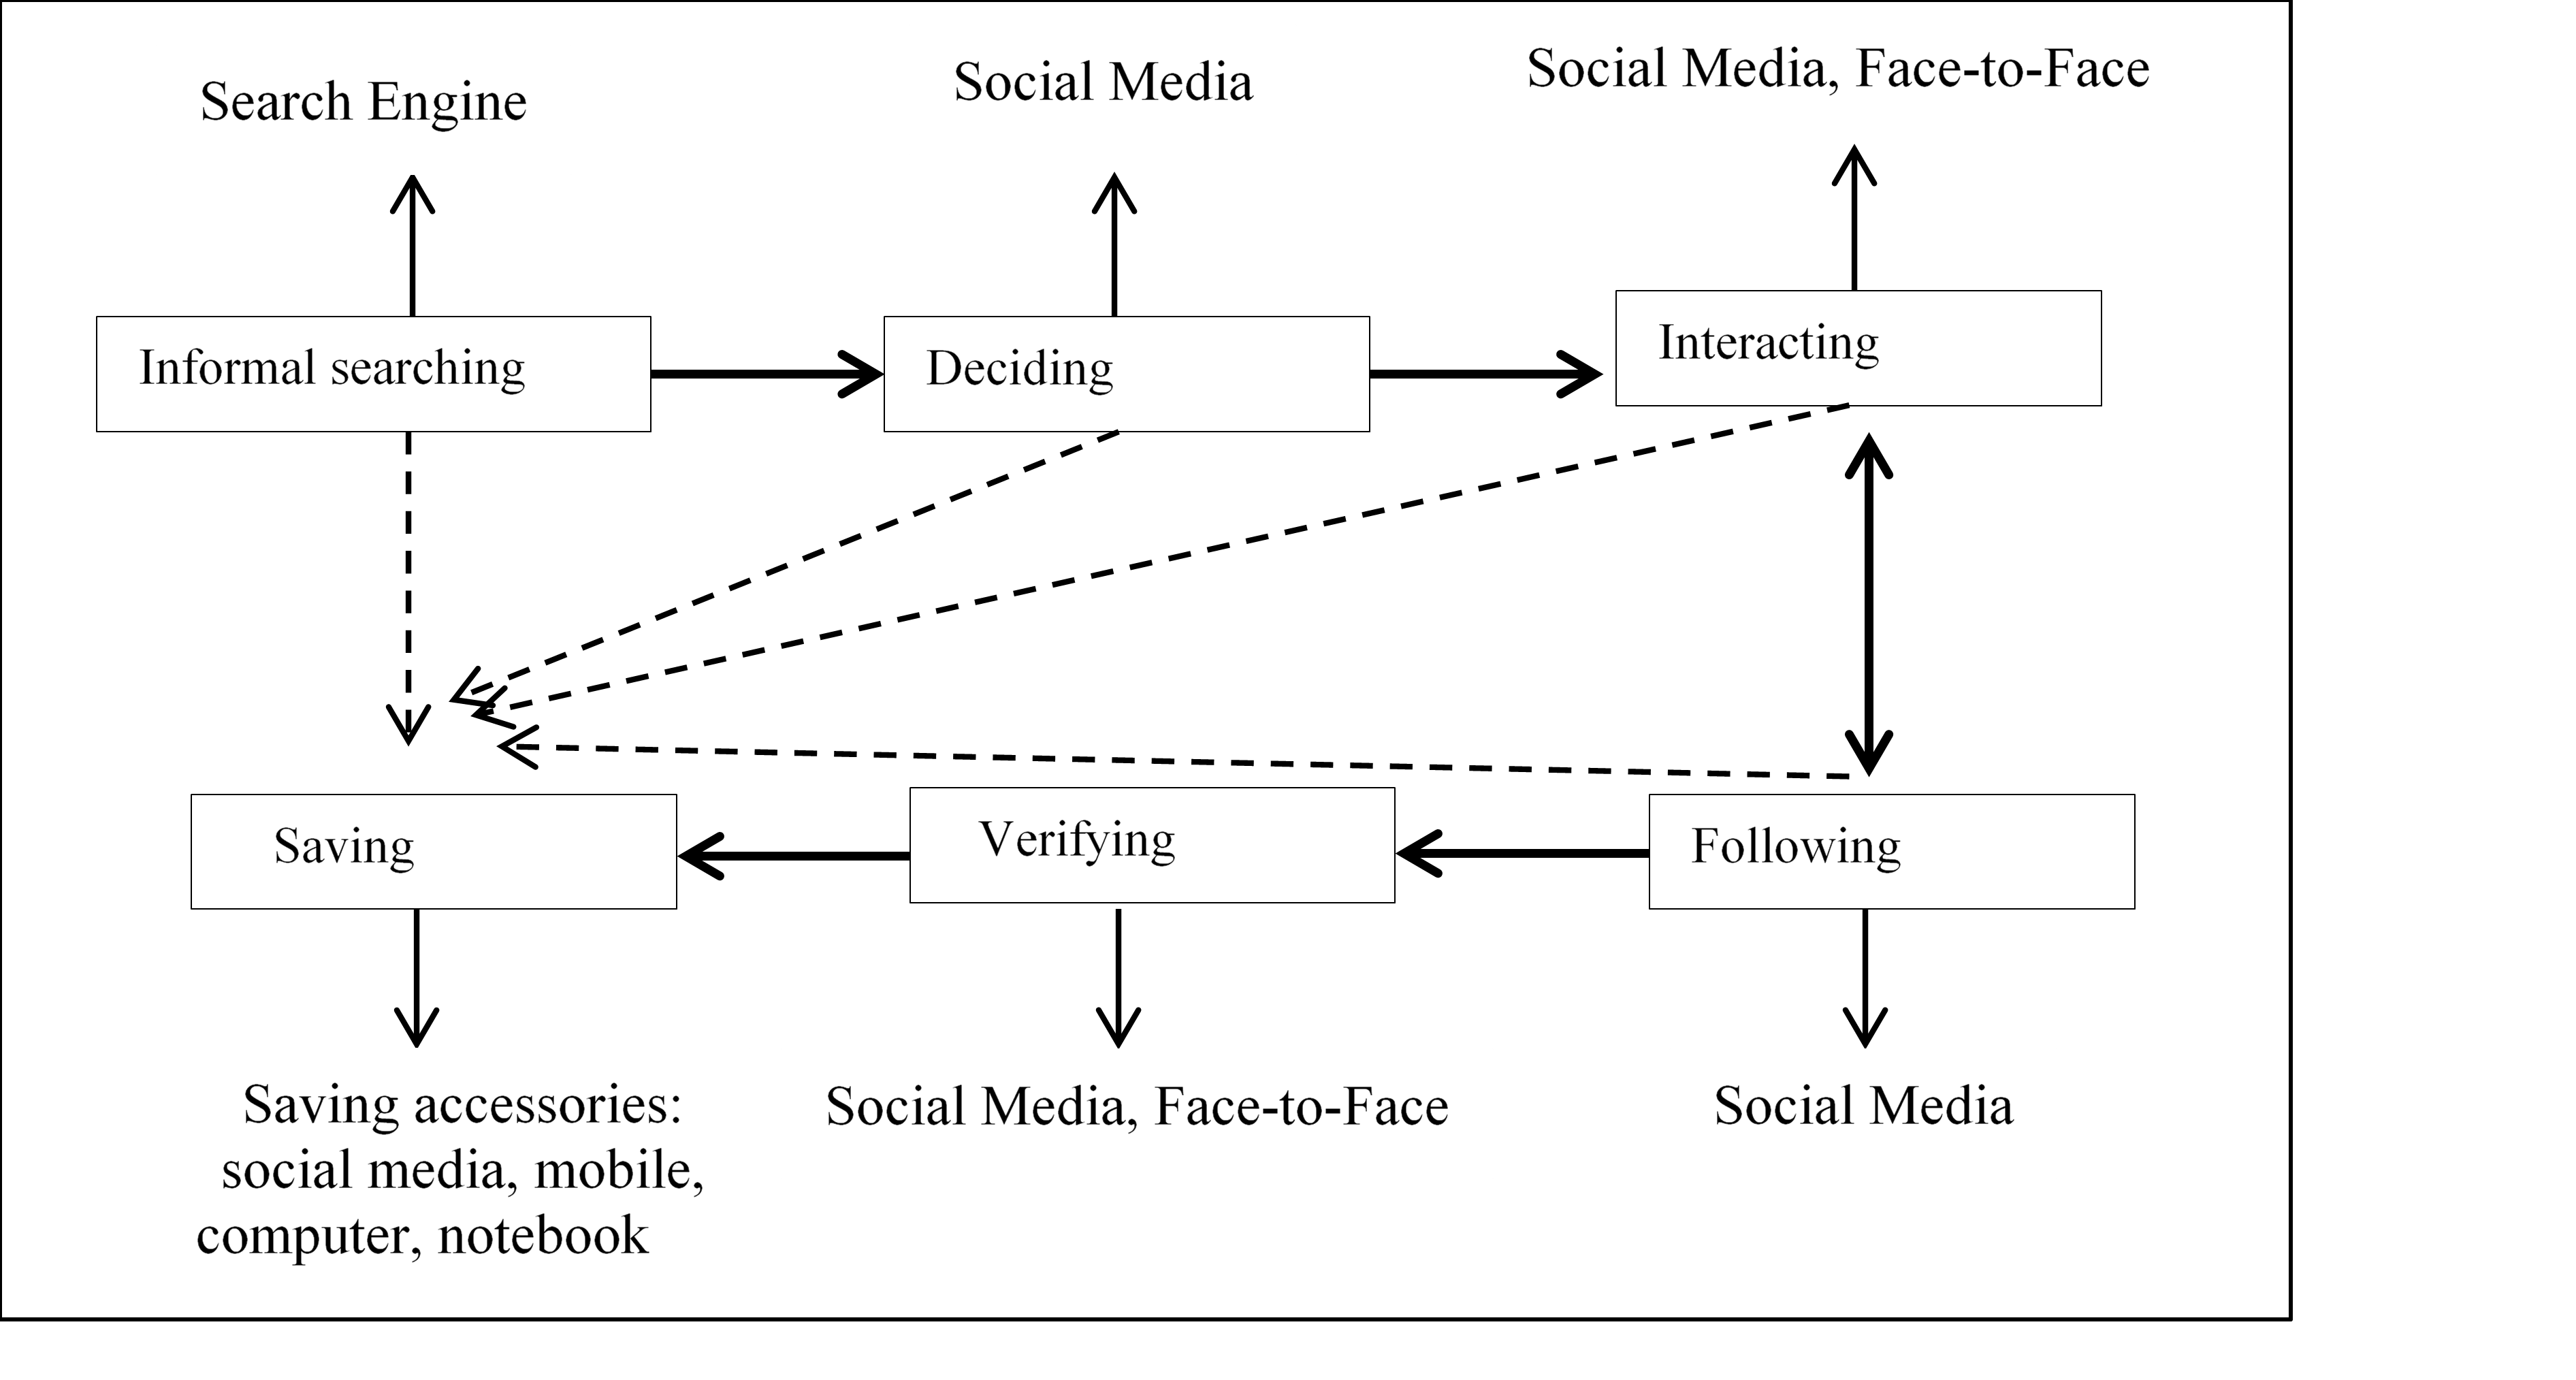 Search Engine
Social Media
Social Media, Face-to-Face
Informal searching
Deciding
Interacting
Saving
Verifying
Following
Saving accessories:
social media, mobile,
computer, notebook
Social Media, Face-to-Face
Social Media